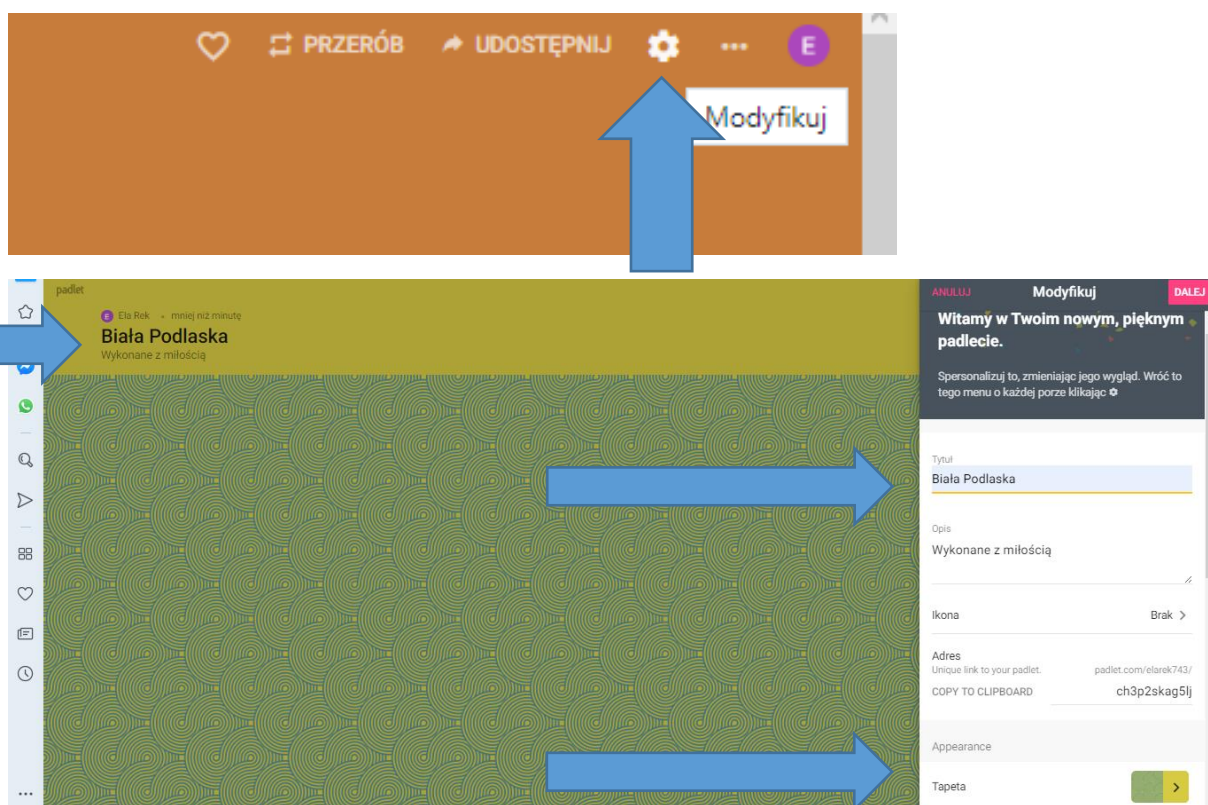 PRZERÓB UDOSTĘPNIJ ... E
Modyfikuj
padlet
E Ela Rek • mniej niż minutę
Biała Podlaska
Wykonane z miłością
ANULUJ Modyfikuj DALEJ
Witamy w Twoim nowym, pięknym
padlecie.
Spersonalizuj to, zmieniając jego wygląd. Wróć to
tego menu o każdej porze klikając
Tytuł
Biała Podlaska
Opis
Wykonane z miłością
Ikona Brak >
Adres
Unique link to your padlet. padlet.com/elarek743/
COPY TO CLIPBOARD ch3p2skag5lj
Appearance
Tapeta >